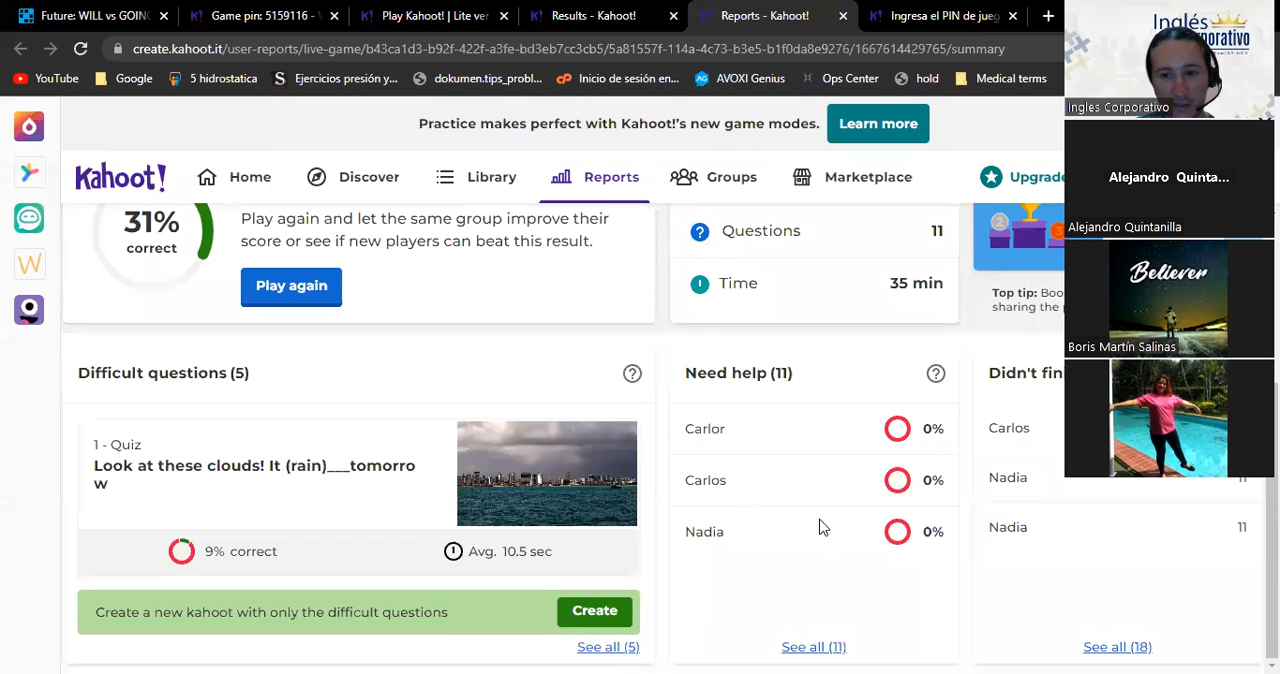 Future: WILL vs GOING
Game pin: 5159116 -
Play Kahoot! | Lite ver
Results - Kahoot!
Reports - Kahoot!
Ingresa el PIN de jueg
create.kahoot.it/user-reports/live-game/b43ca1d3-b92f-422f-a3fe-bd3eb7cc3cb5/5a81557f-114a-4c73-b3e5-b1f0da8e9276/1667614429765/summary
YouTube
Google
5 hidrostatica
Ejercicios presión y...
dokumen.tips_probl...
Inicio de sesión en...
AVOXI Genius
Ops Center
hold
Medical terms
Practice makes perfect with Kahoot!'s new game modes.
Learn more
Kahoot!
Home
Discover
Library
Reports
Groups
Marketplace
Upgrade
31%
correct
Play again and let the same group improve their
score or see if new players can beat this result.
Play again
Questions 11
Time 35 min
2
3
Top tip: Boo
sharing the p
Difficult questions (5)
1 - Quiz
Look at these clouds! It (rain)___tomorro
w
9% correct
Avg. 10.5 sec
Create a new kahoot with only the difficult questions
Create
See all (5)
Need help (11)
Carlor 0%
Carlos 0%
Nadia 0%
See all (11)
Didn't fin
Carlos
Nadia 11
Nadia 11
See all (18)
Inglés
orporativo
Ingles Corporativo
Alejandro Quinta...
Alejandro Quintanilla
Believer
Boris Martín Salinas